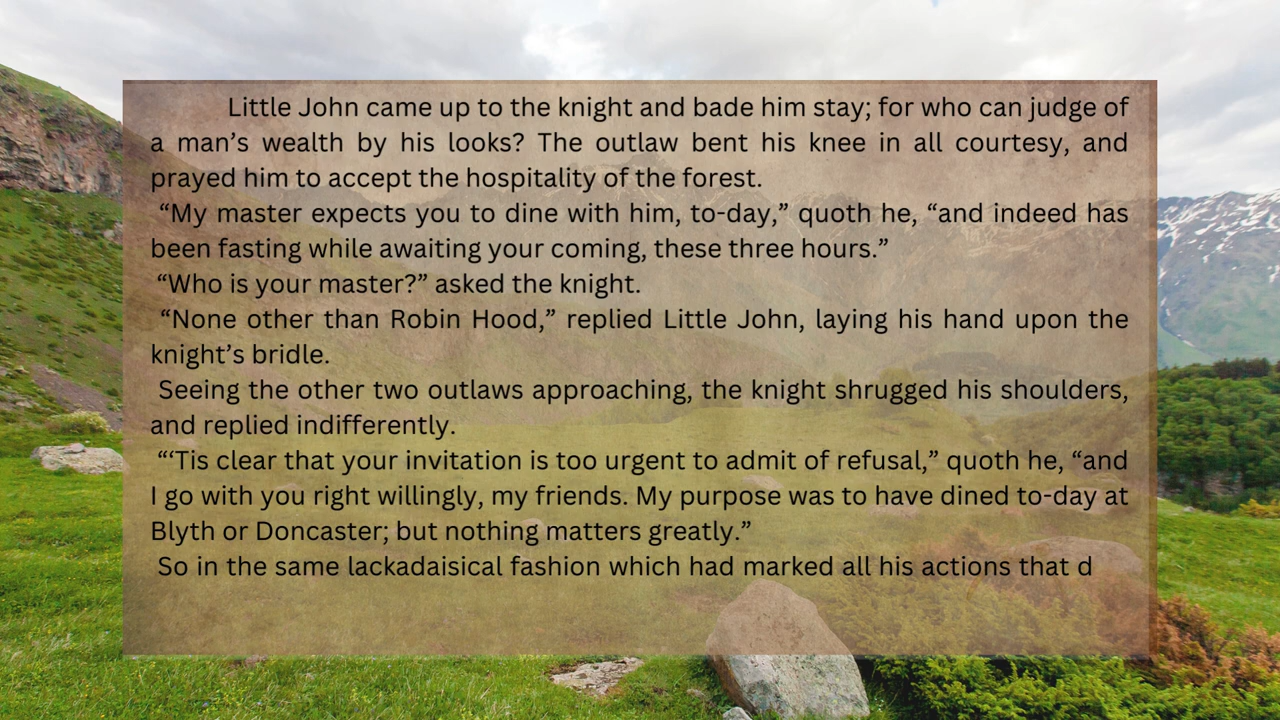 Little John came up to the knight and bade him stay; for who can judge of
a man’s wealth by his looks? The outlaw bent his knee in all courtesy, and
prayed him to accept the hospitality of the forest.
“My master expects you to dine with him, to-day,” quoth he, “and indeed has
been fasting while awaiting your coming, these three hours.”
“Who is your master?” asked the knight.
“None other than Robin Hood,” replied Little John, laying his hand upon the
knight’s bridle.
Seeing the other two outlaws approaching, the knight shrugged his shoulders,
and replied indifferently.
“‘Tis clear that your invitation is too urgent to admit of refusal,” quoth he, “and
I go with you right willingly, my friends. My purpose was to have dined to-day at
Blyth or Doncaster; but nothing matters greatly.”
So in the same lackadaisical fashion which had marked all his actions that d